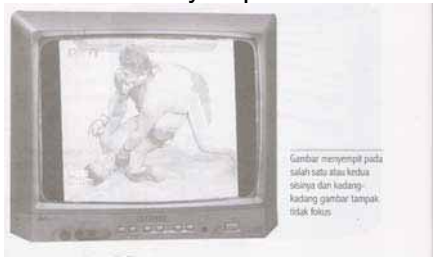 Gambar menyempit pada
salah satu atau kedua
sisinya dan kadang-
kadang gambar tampak
tidak fokus